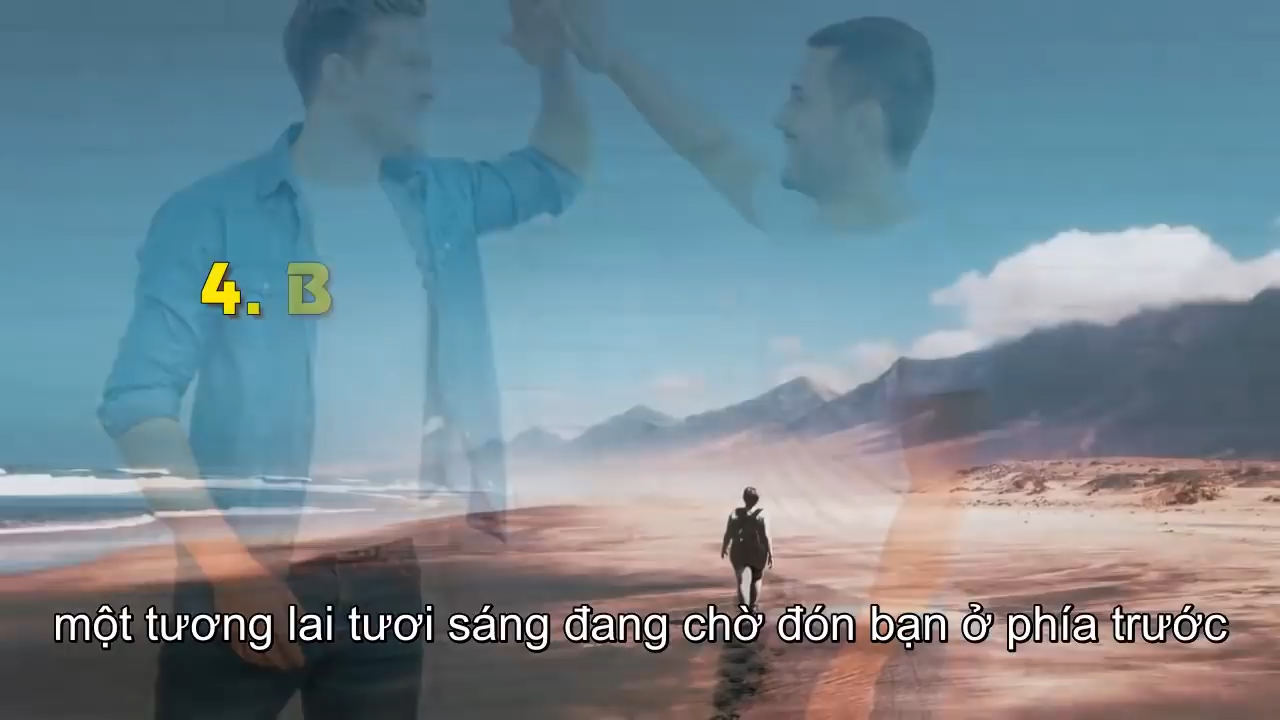 4. B
một tương lai tươi sáng đang chờ đón bạn ở phía trước